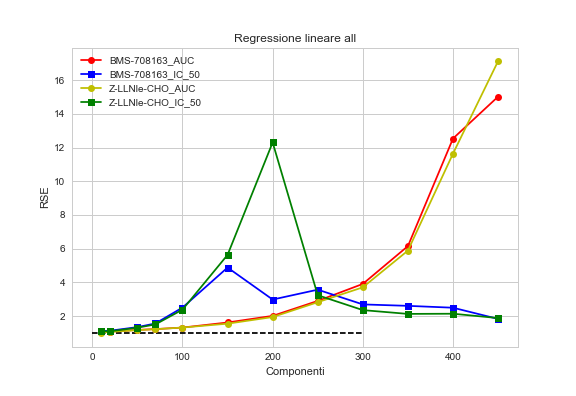 Regressione lineare all
BMS-708163_AUC
BMS-708163_IC_50
Z-LLNle-CHO_AUC
Z-LLNle-CHO_IC_50
RSE
16
14
12
10
8
6
4
2
0 100 200 300 400
Componenti